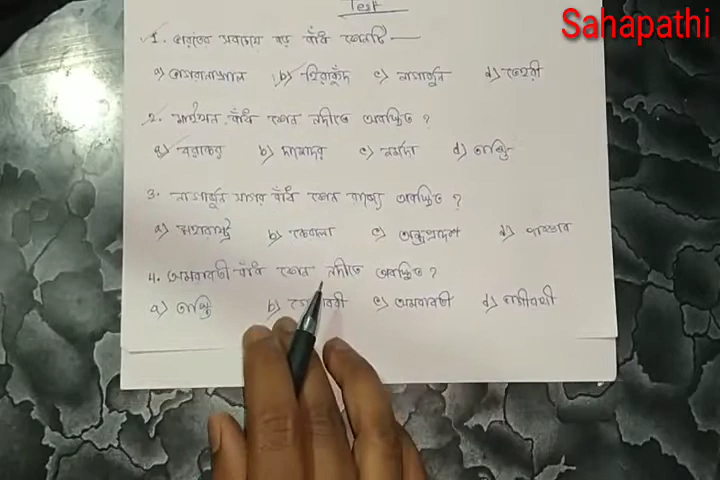 Test
Sahapathi
1. ভারতের সবচেয়ে বড় বাঁধ কোনটি —
a) ভাকরানাঙ্গাল b) হিরাকুঁদ c) নাগার্জুন d) তেহরী
2. মাইথন বাঁধ কোন নদীতে অবস্থিত ?
a) বরাকর b) দামোদর c) নর্মদা d) তাপ্তি
3. নাগার্জুন সাগর বাঁধ কোন রাজ্যে অবস্থিত ?
a) মহারাষ্ট্র b) কেরালা c) অন্ধ্রপ্রদেশ d) পাঞ্জাব
4. অমরাবতী বাঁধ কোন নদীতে অবস্থিত ?
a) তাপ্তি b) c) অমরাবতী d)